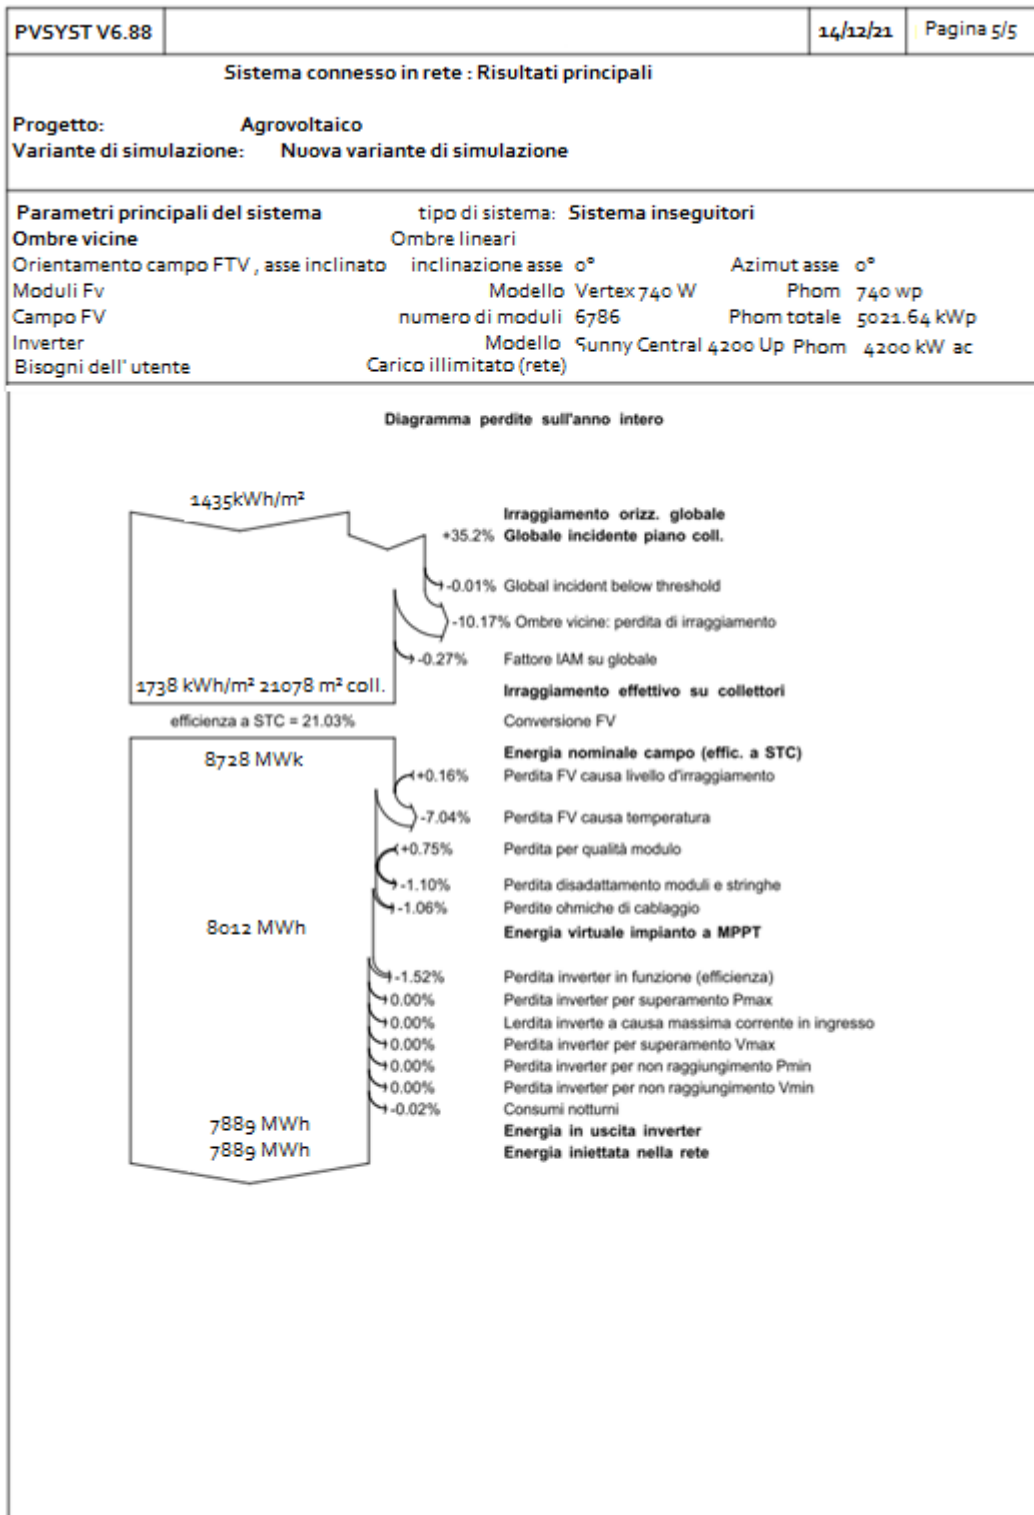 PVSYST V6.88 14/12/21 Pagina 5/5
Sistema connesso in rete : Risultati principali
Progetto: Agrovoltaico
Variante di simulazione: Nuova variante di simulazione
Parametri principali del sistema tipo di sistema: Sistema inseguitori
Ombre vicine Ombre lineari
Orientamento campo FTV , asse inclinato inclinazione asse 0° Azimut asse 0°
Moduli Fv Modello Vertex 740 W Phom 740 wp
Campo FV numero di moduli 6786 Phom totale 5021.64 kWp
Inverter Modello Sunny Central 4200 Up Phom 4200 kW ac
Bisogni dell' utente Carico illimitato (rete)
Diagramma perdite sull'anno intero
1435kWh/m²
Irraggiamento orizz. globale
+35.2% Globale incidente piano coll.
-0.01% Global incident below threshold
-10.17% Ombre vicine: perdita di irraggiamento
-0.27% Fattore IAM su globale
1738 kWh/m² 21078 m² coll. Irraggiamento effettivo su collettori
efficienza a STC = 21.03% Conversione FV
8728 MWk Energia nominale campo (effic. a STC)
+0.16% Perdita FV causa livello d'irraggiamento
-7.04% Perdita FV causa temperatura
+0.75% Perdita per qualità modulo
-1.10% Perdita disadattamento moduli e stringhe
-1.06% Perdite ohmiche di cablaggio
8012 MWh Energia virtuale impianto a MPPT
-1.52% Perdita inverter in funzione (efficienza)
0.00% Perdita inverter per superamento Pmax
0.00% Lerdita inverte a causa massima corrente in ingresso
0.00% Perdita inverter per superamento Vmax
0.00% Perdita inverter per non raggiungimento Pmin
0.00% Perdita inverter per non raggiungimento Vmin
-0.02% Consumi notturni
7889 MWh Energia in uscita inverter
7889 MWh Energia iniettata nella rete